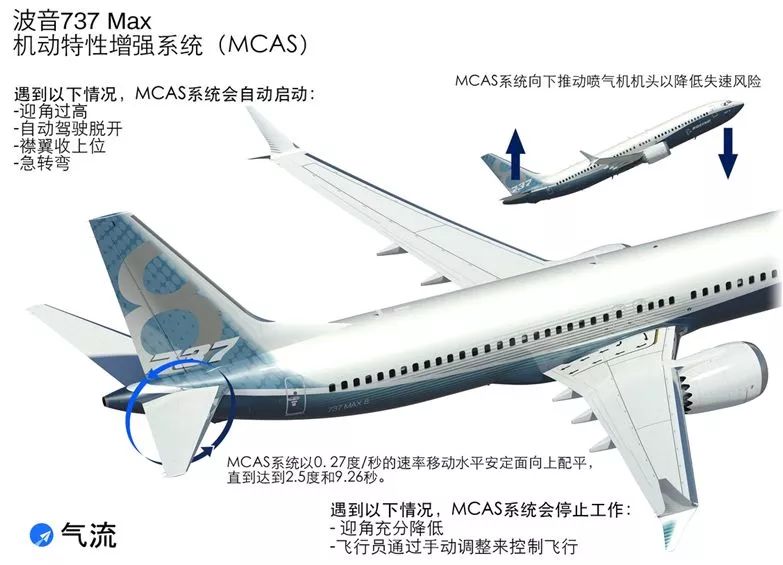 波音737 Max
机动特性增强系统（MCAS）
遇到以下情况，MCAS系统会自动启动：
-迎角过高
-自动驾驶脱开
-襟翼收上位
-急转弯
MCAS系统向下推动喷气机机头以降低失速风险
BOEING
737
8
737
737 MAX 8
MCAS系统以0.27度/秒的速率移动水平安定面向上配平，
直到达到2.5度和9.26秒。
遇到以下情况，MCAS系统会停止工作：
- 迎角充分降低
-飞行员通过手动调整来控制飞行
气流